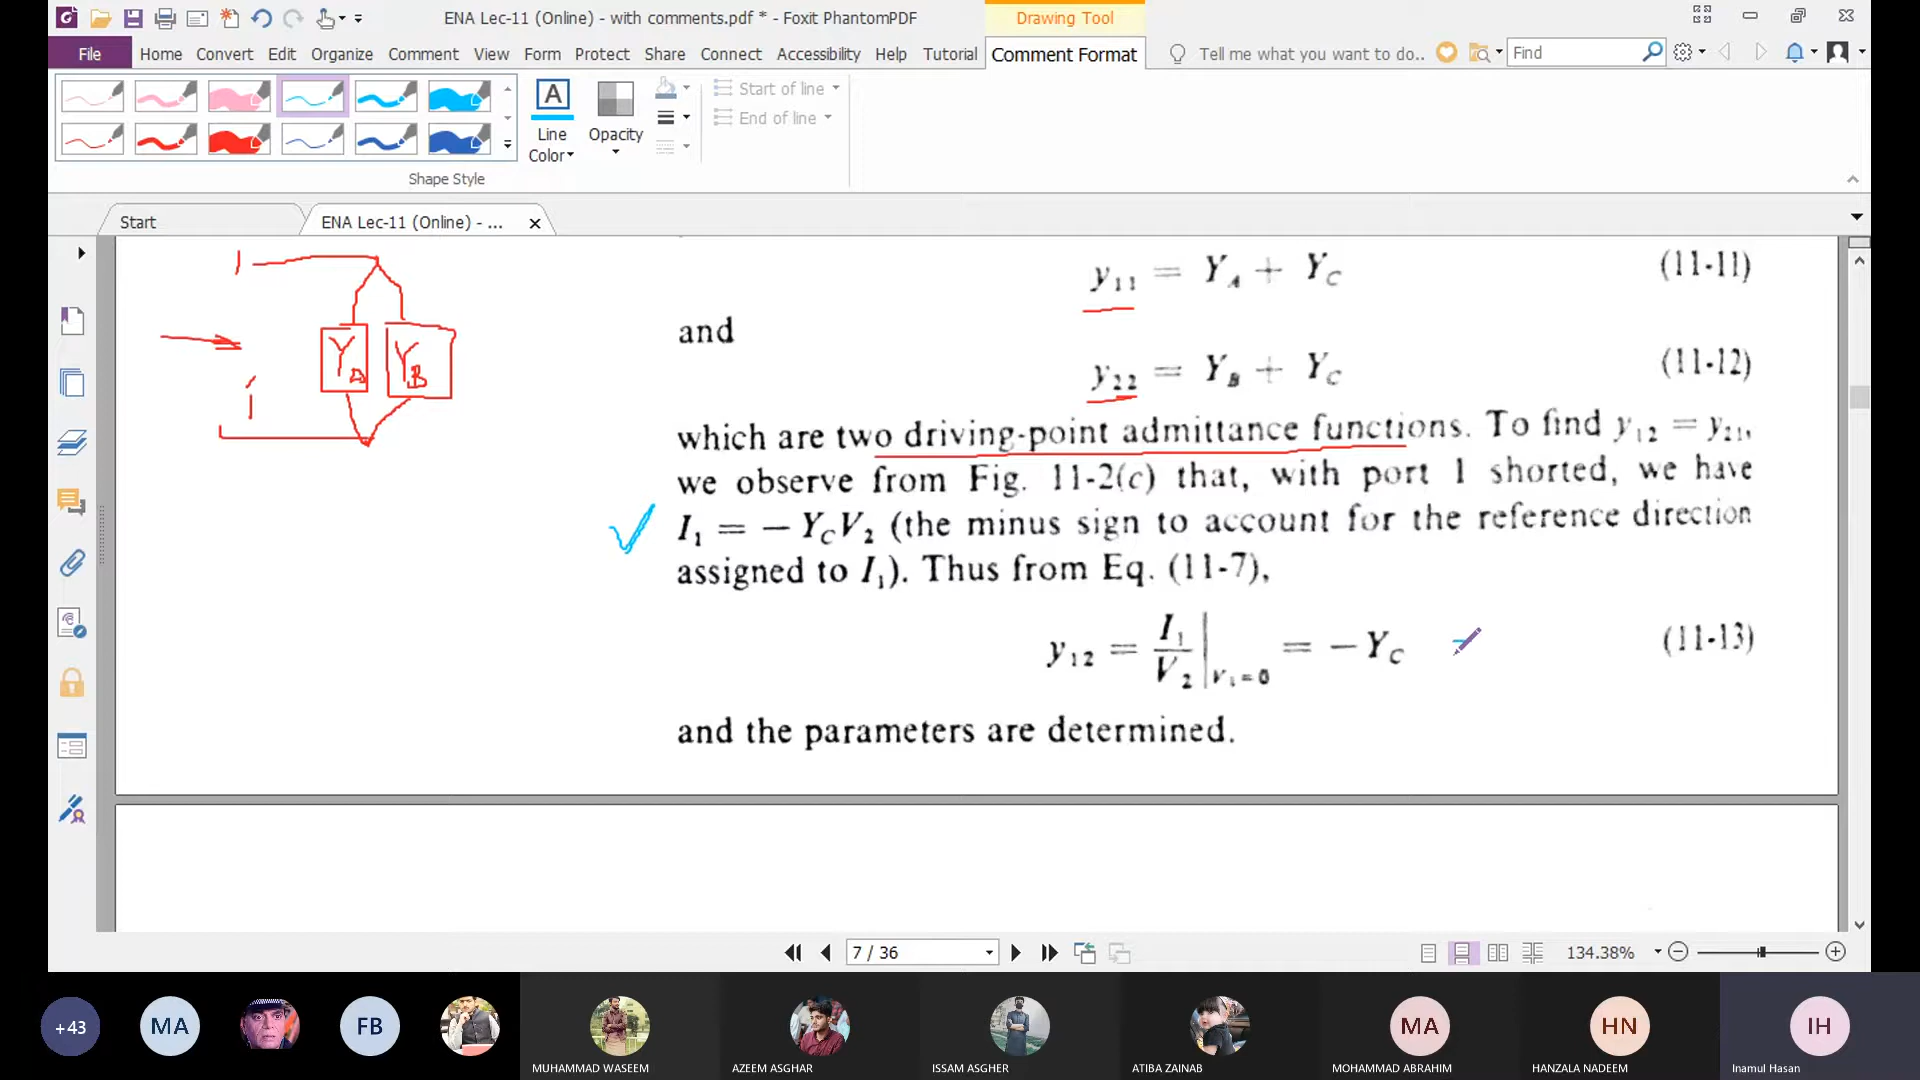 ENA Lec-11 (Online) - with comments.pdf * - Foxit PhantomPDF
Drawing Tool
File Home Convert Edit Organize Comment View Form Protect Share Connect Accessibility Help Tutorial Comment Format Tell me what you want to do.. Find
A
Line Color
Opacity
Start of line
End of line
Shape Style
Start
ENA Lec-11 (Online) - ...
y₁₁ = Y_A + Y_C (11-11)
and
y₂₂ = Y_B + Y_C (11-12)
which are two driving-point admittance functions. To find y₁₂ = y₂₁,
we observe from Fig. 11-2(c) that, with port 1 shorted, we have
I₁ = − Y_C V₂ (the minus sign to account for the reference direction
assigned to I₁). Thus from Eq. (11-7),
y₁₂ = I₁/V₂ |V₁=0 = −Y_C (11-13)
and the parameters are determined.
1
Y_A Y_B
1'
7 / 36
134.38%
+43
MA
FB
MUHAMMAD WASEEM
AZEEM ASGHAR
ISSAM ASGHER
ATIBA ZAINAB
MA
MOHAMMAD ABRAHIM
HN
HANZALA NADEEM
IH
Inamul Hasan